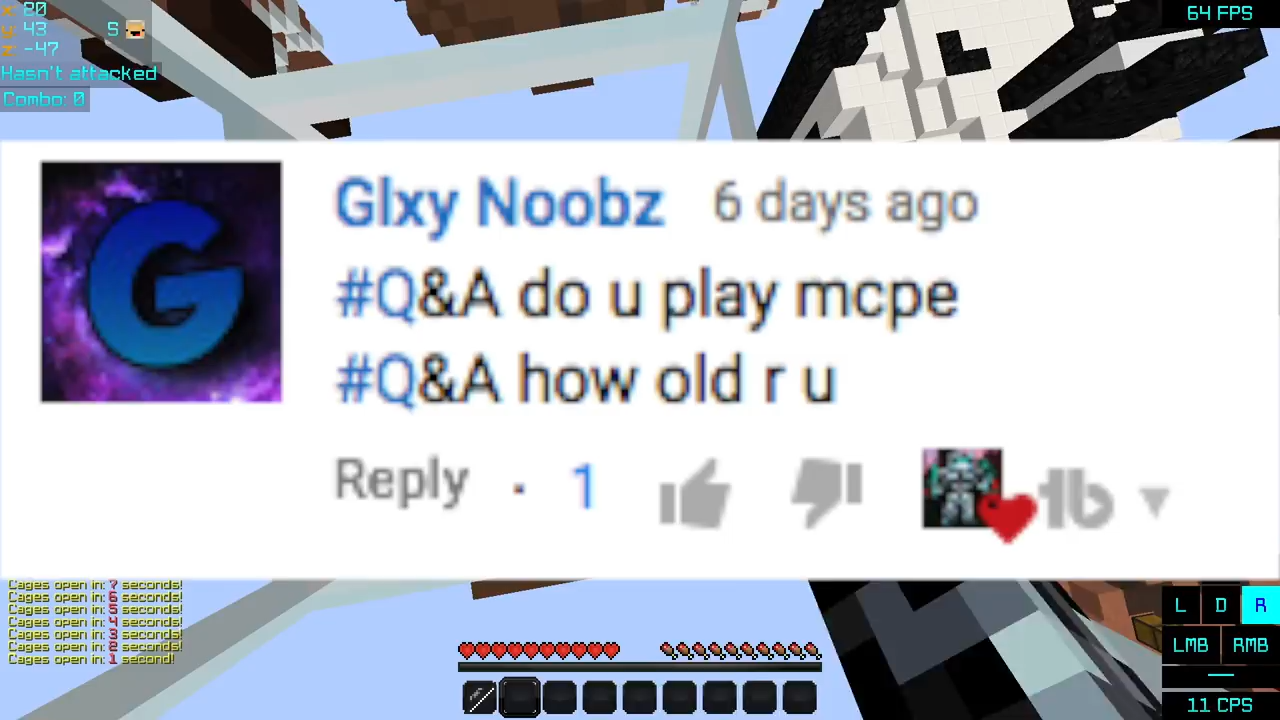 x 20
y 43
S
z -47
Hasn't attacked
Combo: 0
64 FPS
G
Glxy Noobz 6 days ago
#Q&A do u play mcpe
#Q&A how old r u
Reply · 1
Cages open in: 7 seconds!
Cages open in: 6 seconds!
Cages open in: 5 seconds!
Cages open in: 4 seconds!
Cages open in: 3 seconds!
Cages open in: 2 seconds!
Cages open in: 1 second!
L D R
LMB RMB
11 CPS